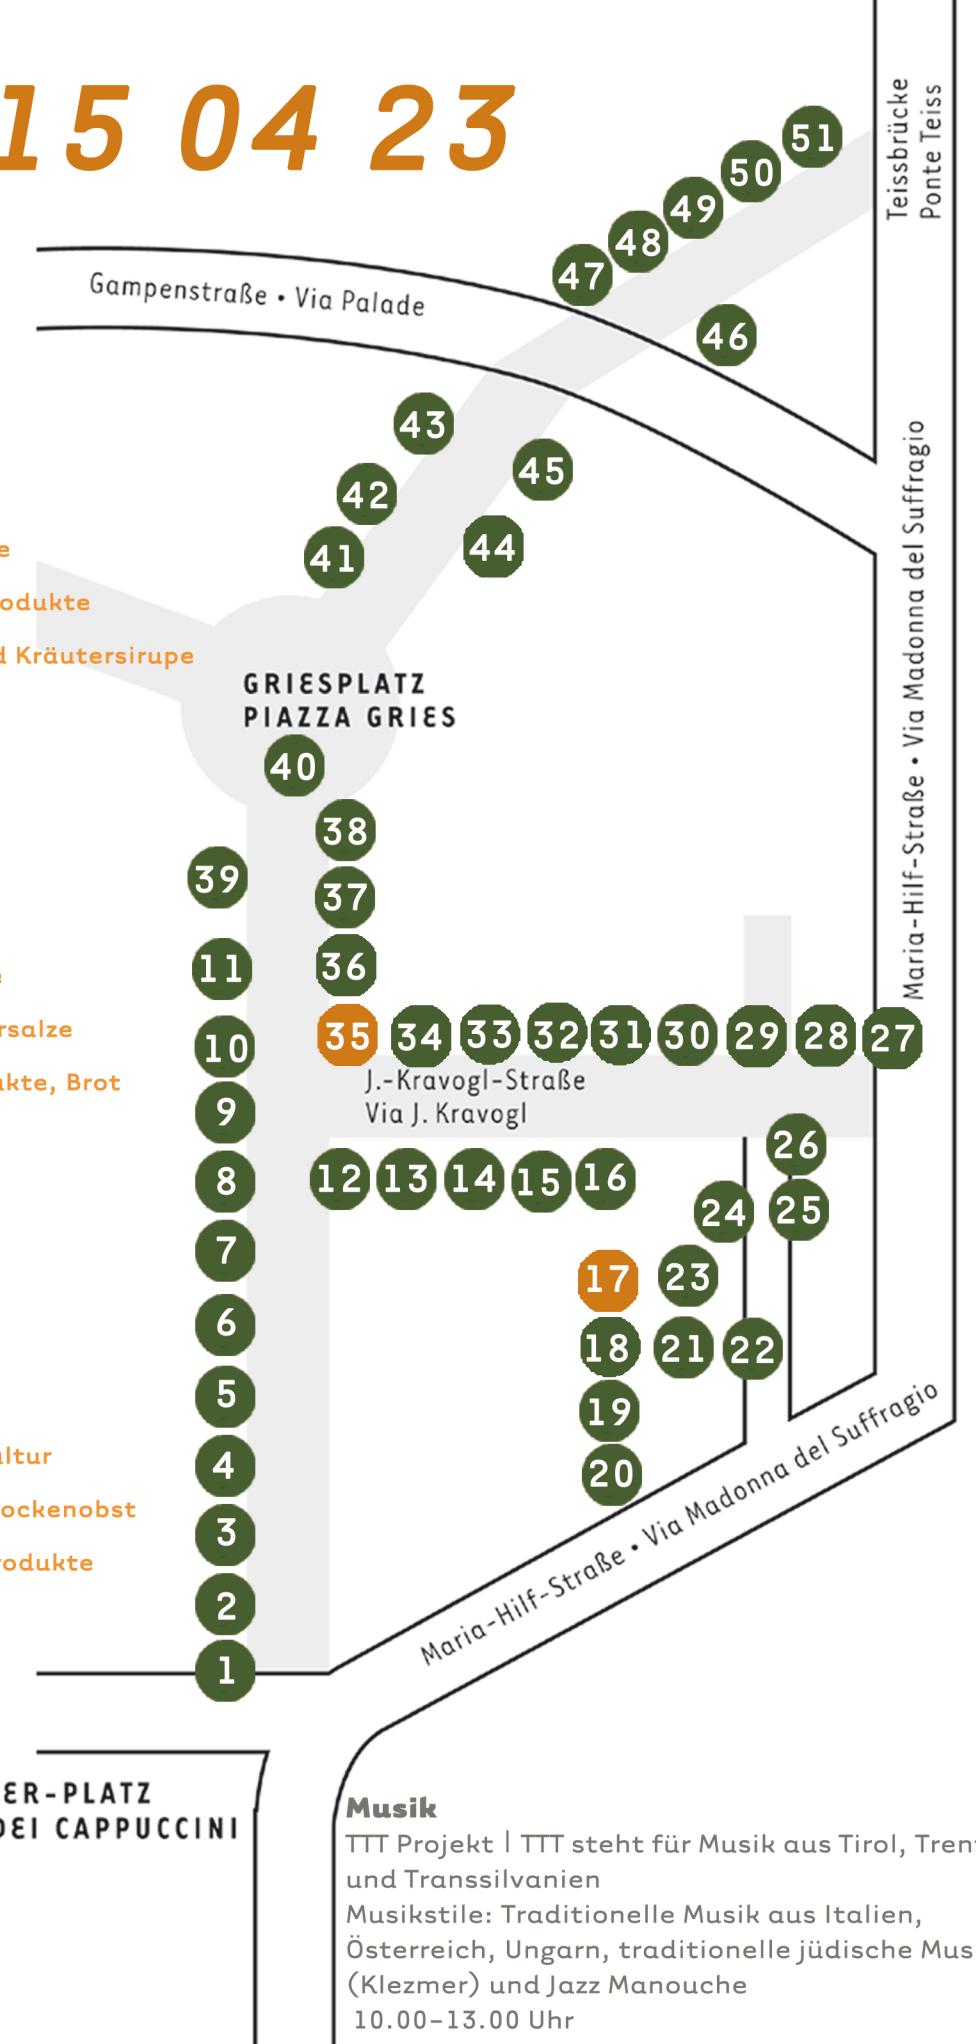 15 04 23
Teissbrücke
Ponte Teiss
51
50
49
48
47
Gampenstraße • Via Palade
46
43
45
42
44
41
Maria-Hilf-Straße • Via Madonna del Suffragio
e
odukte
d Kräutersirupe
GRIESPLATZ
PIAZZA GRIES
40
38
39
37
11
36
35 34 33 32 31 30 29 28 27
10
rsalze
J.-Kravogl-Straße
Via J. Kravogl
akte, Brot
9
26
8
12 13 14 15 16
24 25
7
17 23
6
18 21 22
5
19
4
20
ltur
3
ockenobst
rodukte
2
1
Maria-Hilf-Straße • Via Madonna del Suffragio
ER-PLATZ
DEI CAPPUCCINI
Musik
TTT Projekt | TTT steht für Musik aus Tirol, Tren
und Transsilvanien
Musikstile: Traditionelle Musik aus Italien,
Österreich, Ungarn, traditionelle jüdische Mus
(Klezmer) und Jazz Manouche
10.00–13.00 Uhr